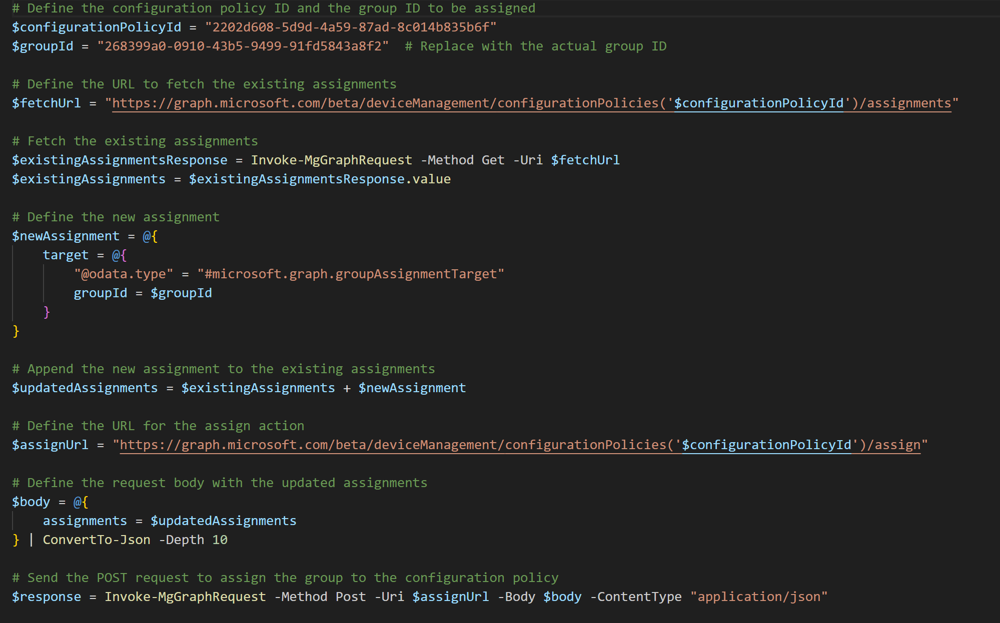 # Define the configuration policy ID and the group ID to be assigned
$configurationPolicyId = "2202d608-5d9d-4a59-87ad-8c014b835b6f"
$groupId = "268399a0-0910-43b5-9499-91fd5843a8f2"  # Replace with the actual group ID

# Define the URL to fetch the existing assignments
$fetchUrl = "https://graph.microsoft.com/beta/deviceManagement/configurationPolicies('$configurationPolicyId')/assignments"

# Fetch the existing assignments
$existingAssignmentsResponse = Invoke-MgGraphRequest -Method Get -Uri $fetchUrl
$existingAssignments = $existingAssignmentsResponse.value

# Define the new assignment
$newAssignment = @{
    target = @{
        "@odata.type" = "#microsoft.graph.groupAssignmentTarget"
        groupId = $groupId
    }
}

# Append the new assignment to the existing assignments
$updatedAssignments = $existingAssignments + $newAssignment

# Define the URL for the assign action
$assignUrl = "https://graph.microsoft.com/beta/deviceManagement/configurationPolicies('$configurationPolicyId')/assign"

# Define the request body with the updated assignments
$body = @{
    assignments = $updatedAssignments
} | ConvertTo-Json -Depth 10

# Send the POST request to assign the group to the configuration policy
$response = Invoke-MgGraphRequest -Method Post -Uri $assignUrl -Body $body -ContentType "application/json"